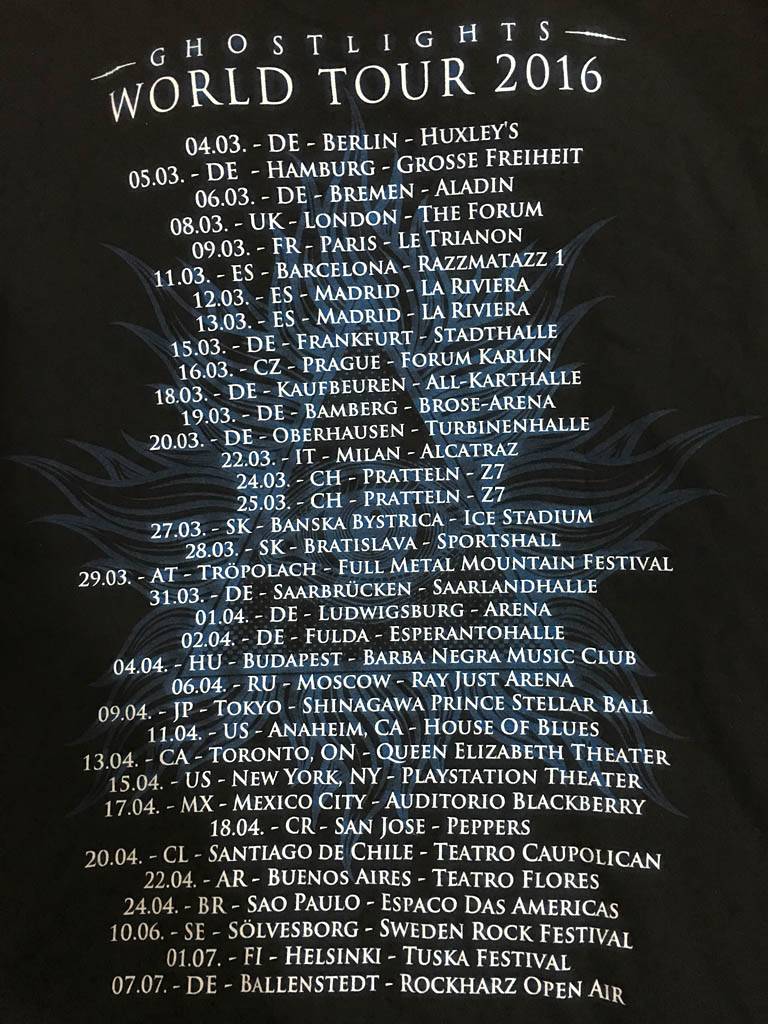 GHOSTLIGHTS
WORLD TOUR 2016
04.03. - DE - BERLIN - HUXLEY'S
05.03. - DE - HAMBURG - GROSSE FREIHEIT
06.03. - DE - BREMEN - ALADIN
08.03. - UK - LONDON - THE FORUM
09.03. - FR - PARIS - LE TRIANON
11.03. - ES - BARCELONA - RAZZMATAZZ 1
12.03. - ES - MADRID - LA RIVIERA
13.03. - ES - MADRID - LA RIVIERA
15.03. - DE - FRANKFURT - STADTHALLE
16.03. - CZ - PRAGUE - FORUM KARLIN
18.03. - DE - KAUFBEUREN - ALL-KARTHALLE
19.03. - DE - BAMBERG - BROSE-ARENA
20.03. - DE - OBERHAUSEN - TURBINENHALLE
22.03. - IT - MILAN - ALCATRAZ
24.03. - CH - PRATTELN - Z7
25.03. - CH - PRATTELN - Z7
27.03. - SK - BANSKA BYSTRICA - ICE STADIUM
28.03. - SK - BRATISLAVA - SPORTSHALL
29.03. - AT - TRÖPOLACH - FULL METAL MOUNTAIN FESTIVAL
31.03. - DE - SAARBRÜCKEN - SAARLANDHALLE
01.04. - DE - LUDWIGSBURG - ARENA
02.04. - DE - FULDA - ESPERANTOHALLE
04.04. - HU - BUDAPEST - BARBA NEGRA MUSIC CLUB
06.04. - RU - MOSCOW - RAY JUST ARENA
09.04. - JP - TOKYO - SHINAGAWA PRINCE STELLAR BALL
11.04. - US - ANAHEIM, CA - HOUSE OF BLUES
13.04. - CA - TORONTO, ON - QUEEN ELIZABETH THEATER
15.04. - US - NEW YORK, NY - PLAYSTATION THEATER
17.04. - MX - MEXICO CITY - AUDITORIO BLACKBERRY
18.04. - CR - SAN JOSE - PEPPERS
20.04. - CL - SANTIAGO DE CHILE - TEATRO CAUPOLICAN
22.04. - AR - BUENOS AIRES - TEATRO FLORES
24.04. - BR - SAO PAULO - ESPACO DAS AMERICAS
10.06. - SE - SÖLVESBORG - SWEDEN ROCK FESTIVAL
01.07. - FI - HELSINKI - TUSKA FESTIVAL
07.07. - DE - BALLENSTEDT - ROCKHARZ OPEN AIR